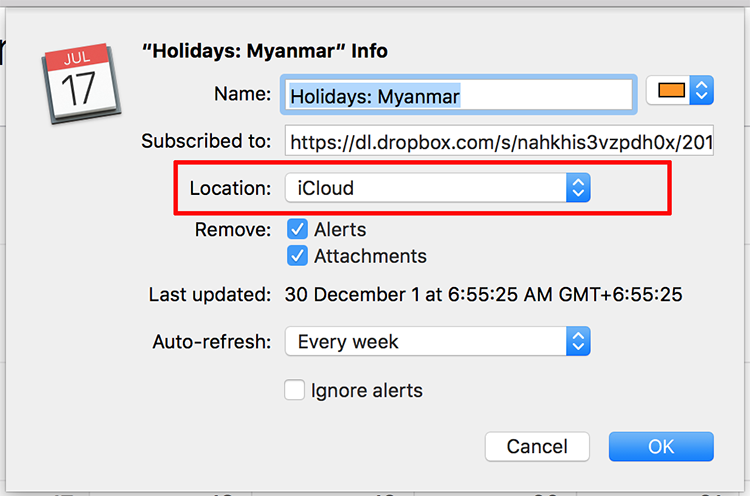 JUL
17
“Holidays: Myanmar” Info
Name: Holidays: Myanmar
Subscribed to: https://dl.dropbox.com/s/nahkhis3vzpdh0x/201
Location: iCloud
Remove: Alerts
Attachments
Last updated: 30 December 1 at 6:55:25 AM GMT+6:55:25
Auto-refresh: Every week
Ignore alerts
Cancel OK